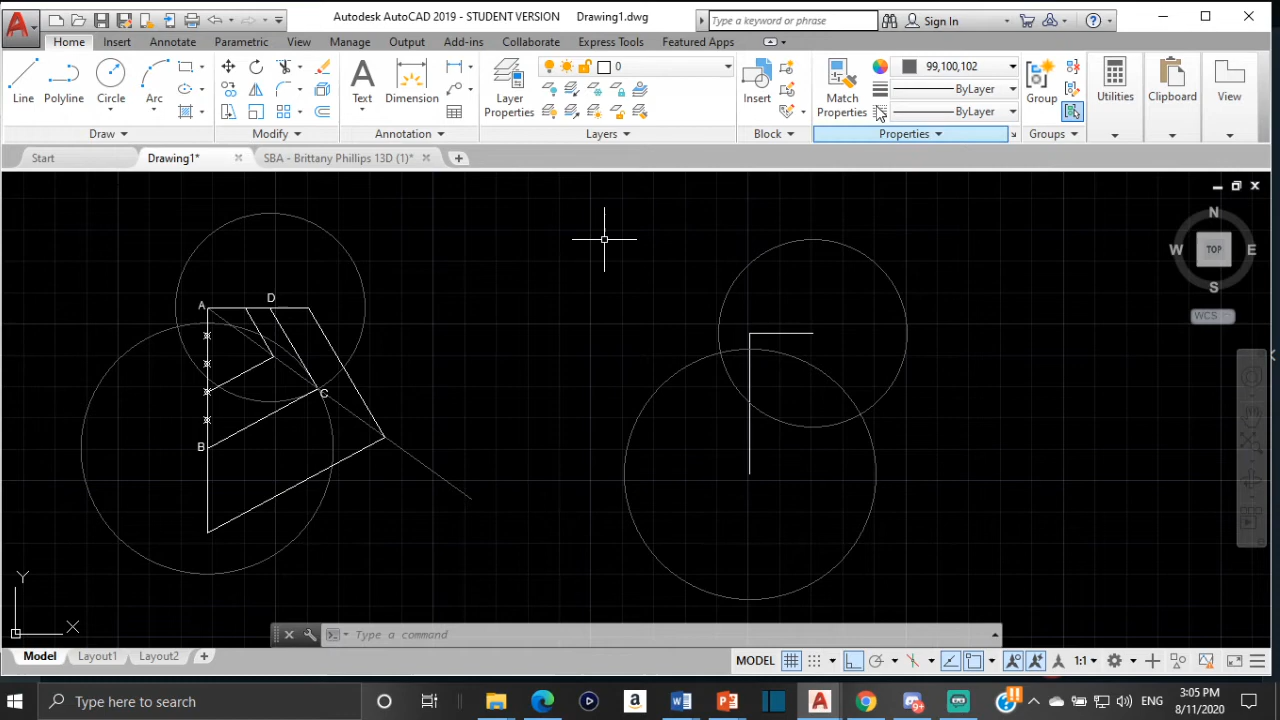 Autodesk AutoCAD 2019 - STUDENT VERSION Drawing1.dwg
Type a keyword or phrase
Sign In
Home Insert Annotate Parametric View Manage Output Add-ins Collaborate Express Tools Featured Apps
Line Polyline Circle Arc
Text Dimension
Layer Properties
0
Insert
Match Properties
99,100,102
ByLayer
ByLayer
Group
Utilities
Clipboard
View
Draw Modify Annotation Layers Block Properties Groups
Start Drawing1* SBA - Brittany Phillips 13D (1)*
N
W TOP E
S
WCS
A D
C
B
Y
X
Type a command
Model Layout1 Layout2
MODEL 1:1
Type here to search
9+
ENG
3:05 PM
8/11/2020